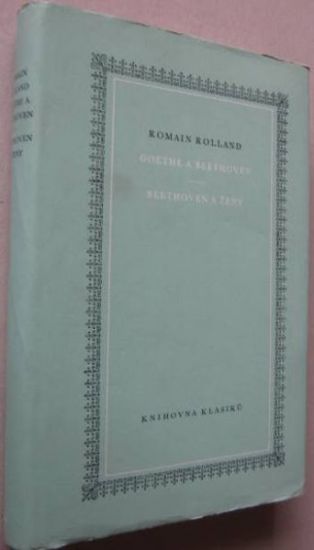 ROMAIN ROLLAND
GOETHE A BEETHOVEN
BEETHOVEN A ŽENY
KNIHOVNA KLASIKŮ